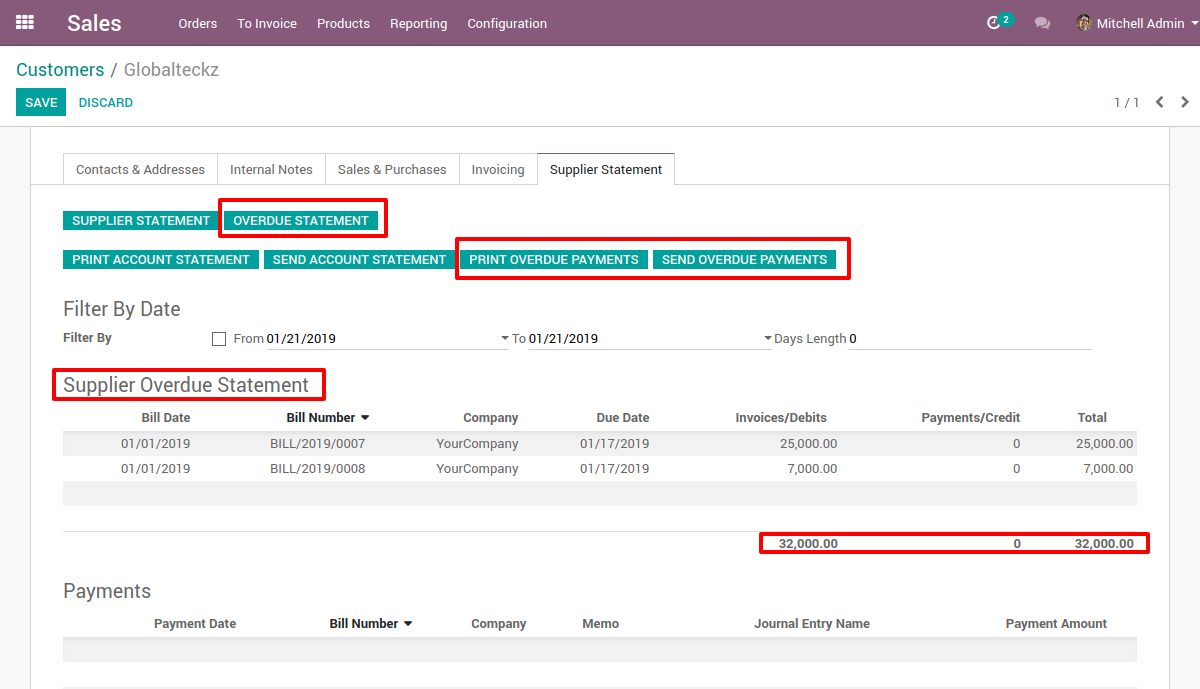 Sales Orders To Invoice Products Reporting Configuration 2 Mitchell Admin
Customers / Globalteckz
SAVE DISCARD 1 / 1
Contacts & Addresses Internal Notes Sales & Purchases Invoicing Supplier Statement
SUPPLIER STATEMENT OVERDUE STATEMENT
PRINT ACCOUNT STATEMENT SEND ACCOUNT STATEMENT PRINT OVERDUE PAYMENTS SEND OVERDUE PAYMENTS
Filter By Date
Filter By From 01/21/2019 To 01/21/2019 Days Length 0
Supplier Overdue Statement
Bill Date Bill Number Company Due Date Invoices/Debits Payments/Credit Total
01/01/2019 BILL/2019/0007 YourCompany 01/17/2019 25,000.00 0 25,000.00
01/01/2019 BILL/2019/0008 YourCompany 01/17/2019 7,000.00 0 7,000.00
32,000.00 0 32,000.00
Payments
Payment Date Bill Number Company Memo Journal Entry Name Payment Amount